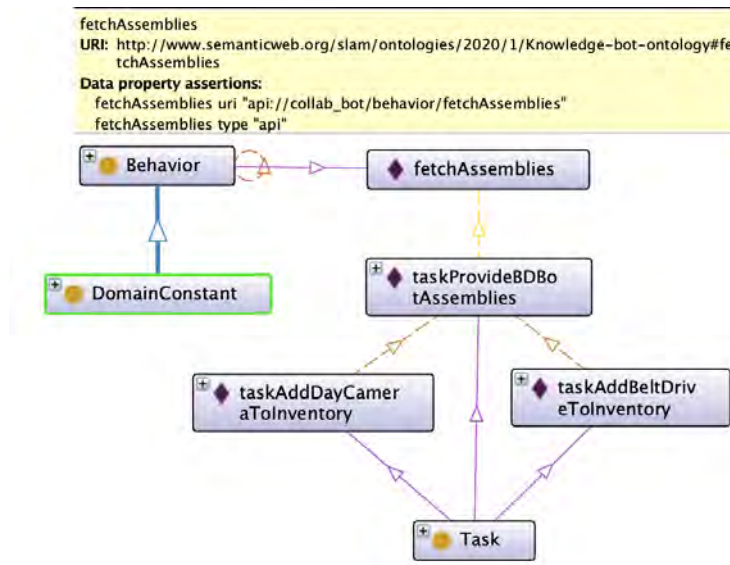 fetchAssemblies
URI: http://www.semanticweb.org/slam/ontologies/2020/1/Knowledge-bot-ontology#fe
tchAssemblies
Data property assertions:
fetchAssemblies uri "api://collab_bot/behavior/fetchAssemblies"
fetchAssemblies type "api"
Behavior
fetchAssemblies
DomainConstant
taskProvideBDBo
tAssemblies
taskAddDayCamer
aToInventory
taskAddBeltDriv
eToInventory
Task